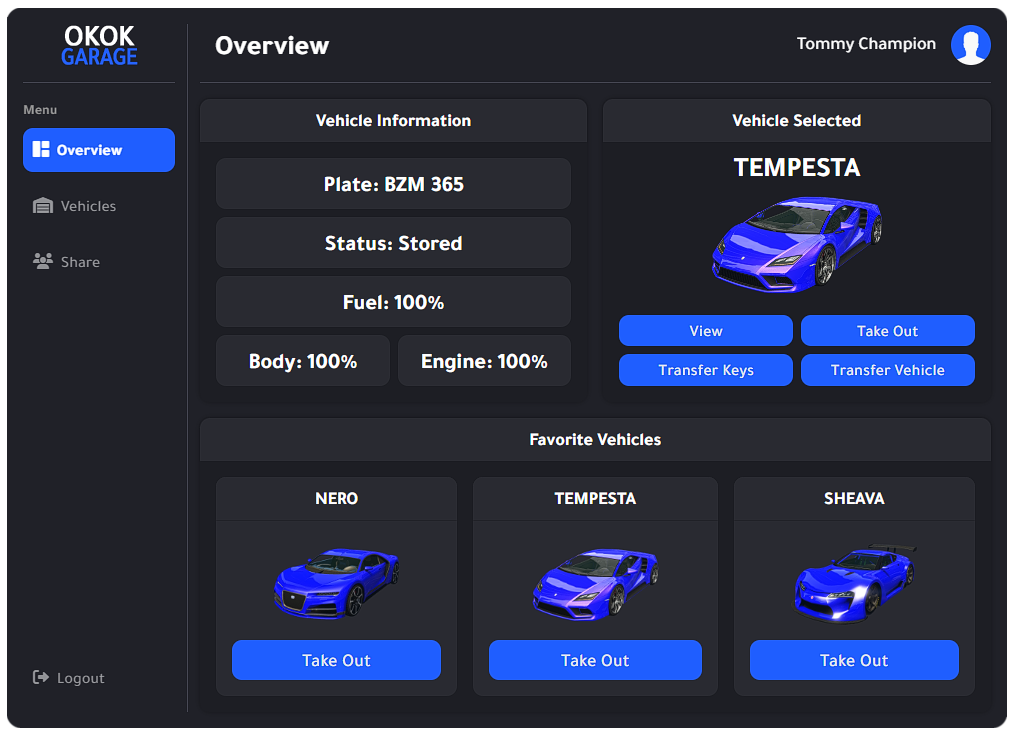 OKOK
GARAGE
Menu
Overview
Vehicles
Share
Logout
Overview
Tommy Champion
Vehicle Information
Plate: BZM 365
Status: Stored
Fuel: 100%
Body: 100%
Engine: 100%
Vehicle Selected
TEMPESTA
View
Take Out
Transfer Keys
Transfer Vehicle
Favorite Vehicles
NERO
Take Out
TEMPESTA
Take Out
SHEAVA
Take Out